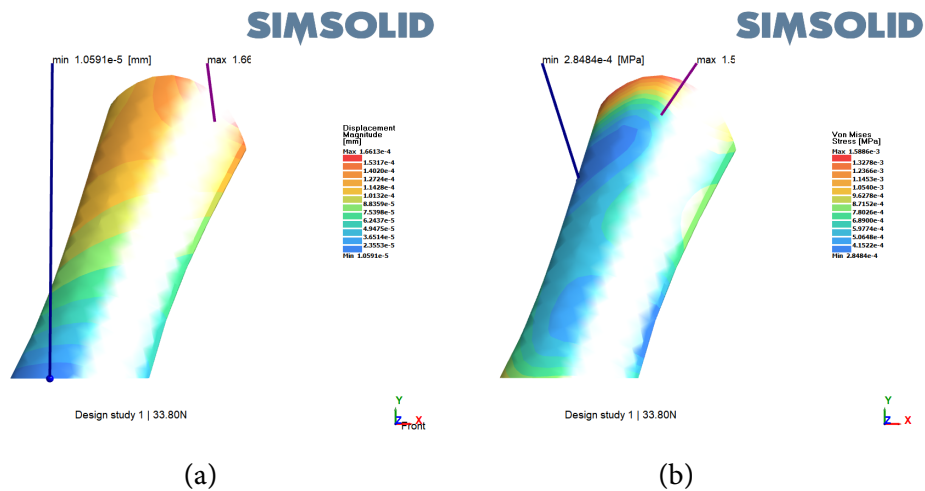 SIMSOLID
min 1.0591e-5 [mm]
max 1.66
Displacement
Magnitude
[mm]
Max 1.6613e-4
1.5317e-4
1.4020e-4
1.2724e-4
1.1428e-4
1.0132e-4
8.8359e-5
7.5398e-5
6.2437e-5
4.9475e-5
3.6514e-5
2.3553e-5
Min 1.0591e-5
Design study 1 | 33.80N
Y
Z
X
Front
(a)
SIMSOLID
min 2.8484e-4 [MPa]
max 1.5
Von Mises
Stress [MPa]
Max 1.5886e-3
1.3278e-3
1.2366e-3
1.1453e-3
1.0540e-3
9.6278e-4
8.7152e-4
7.8026e-4
6.8900e-4
5.9774e-4
5.0648e-4
4.1522e-4
Min 2.8484e-4
Design study 1 | 33.80N
Y
Z
X
(b)